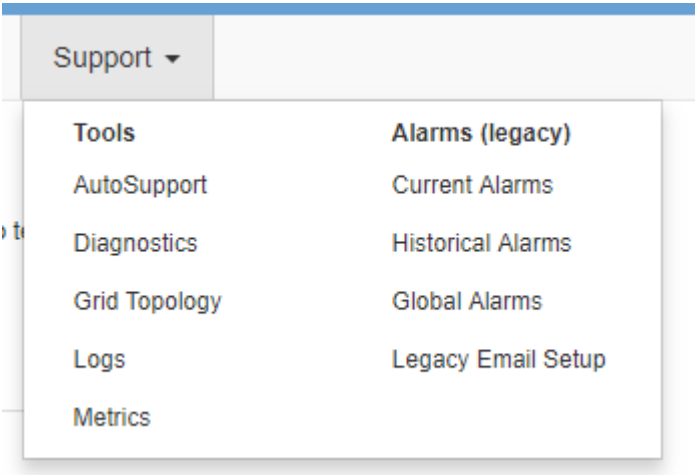 Support
Tools
AutoSupport
Diagnostics
Grid Topology
Logs
Metrics
Alarms (legacy)
Current Alarms
Historical Alarms
Global Alarms
Legacy Email Setup